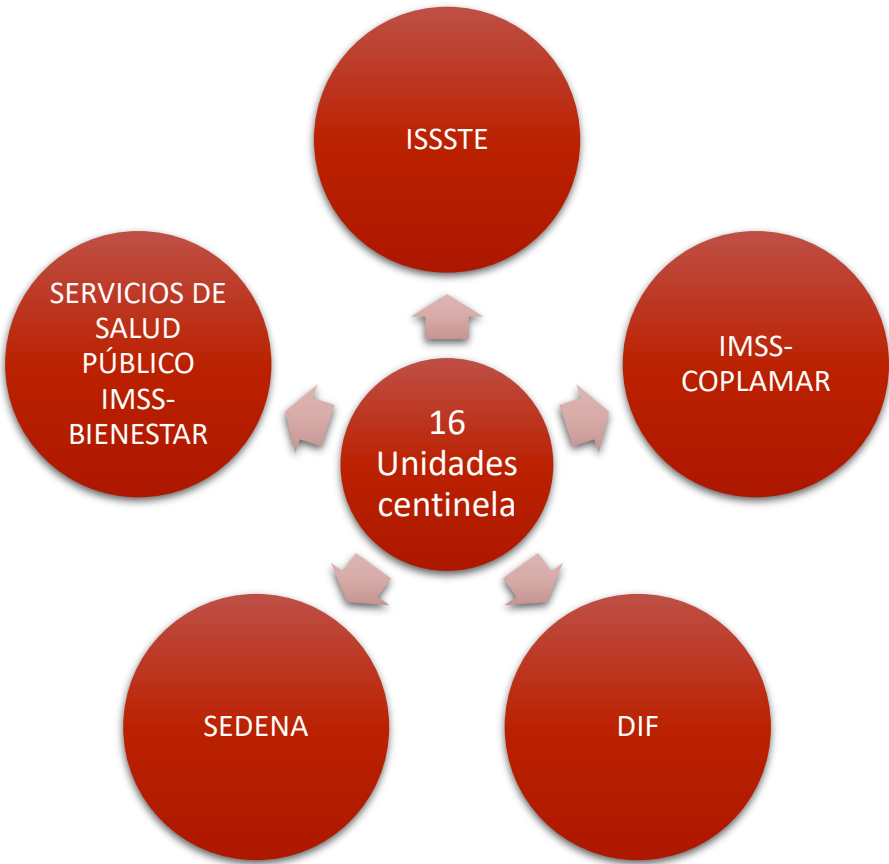 ISSSTE
SERVICIOS DE
SALUD
PÚBLICO
IMSS-
BIENESTAR
IMSS-
COPLAMAR
16
Unidades
centinela
SEDENA
DIF